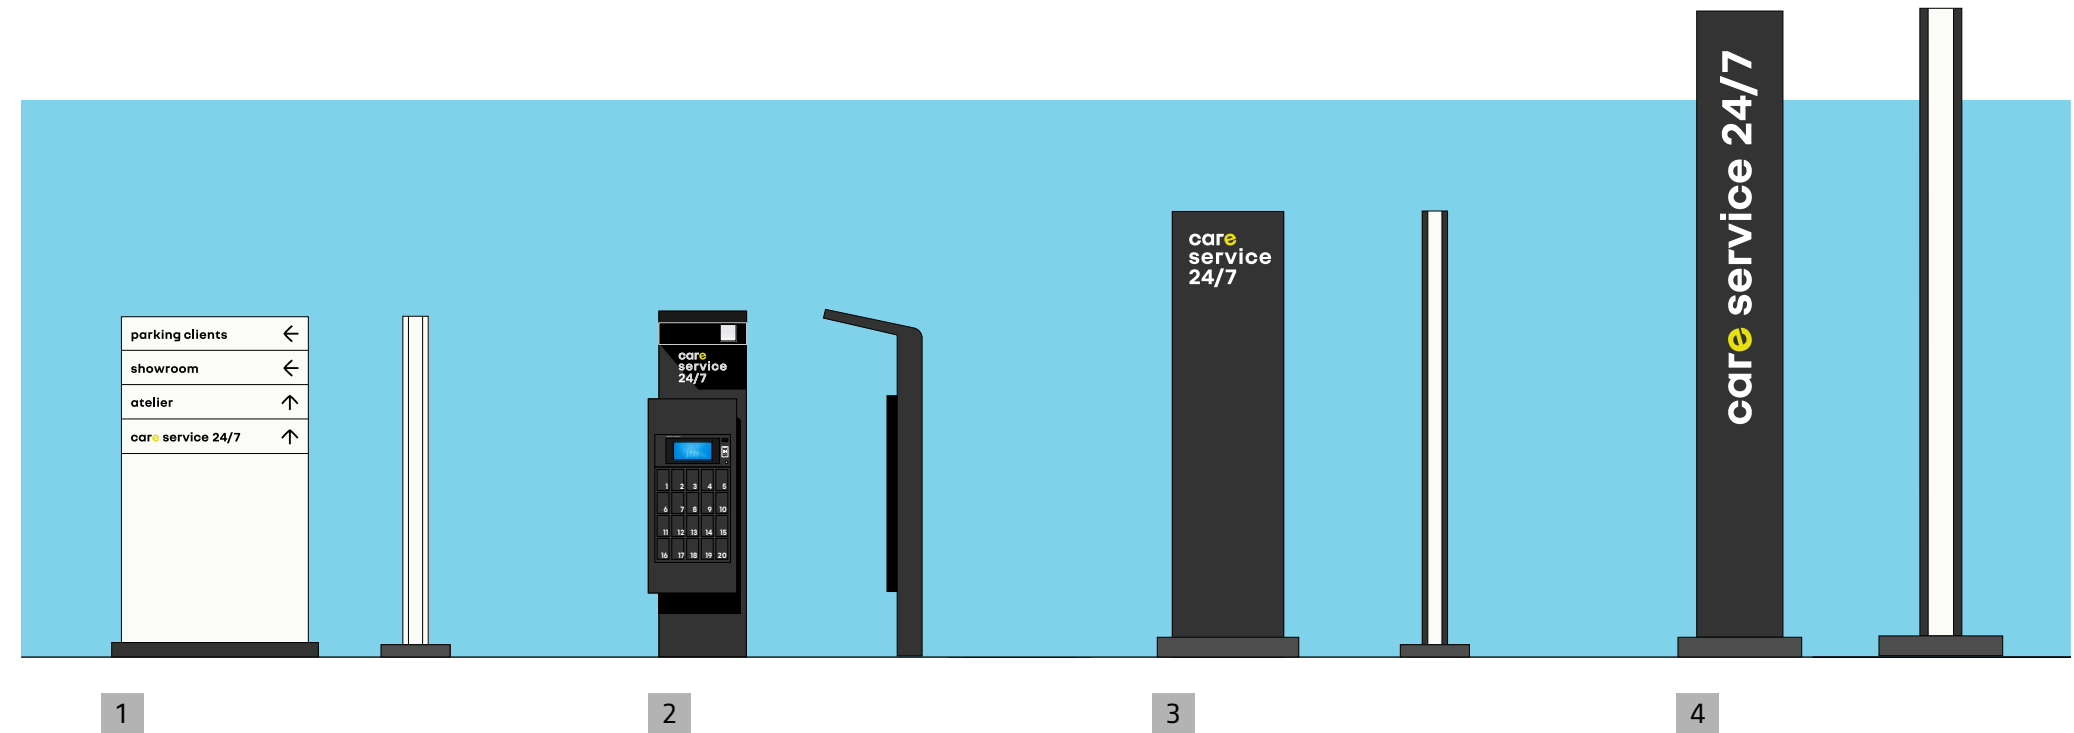 parking clients ←
showroom ←
atelier ↑
care service 24/7 ↑
care
service
24/7
1 2 3 4 5
6 7 8 9 10
11 12 13 14 15
16 17 18 19 20
care
service
24/7
care service 24/7
1
2
3
4